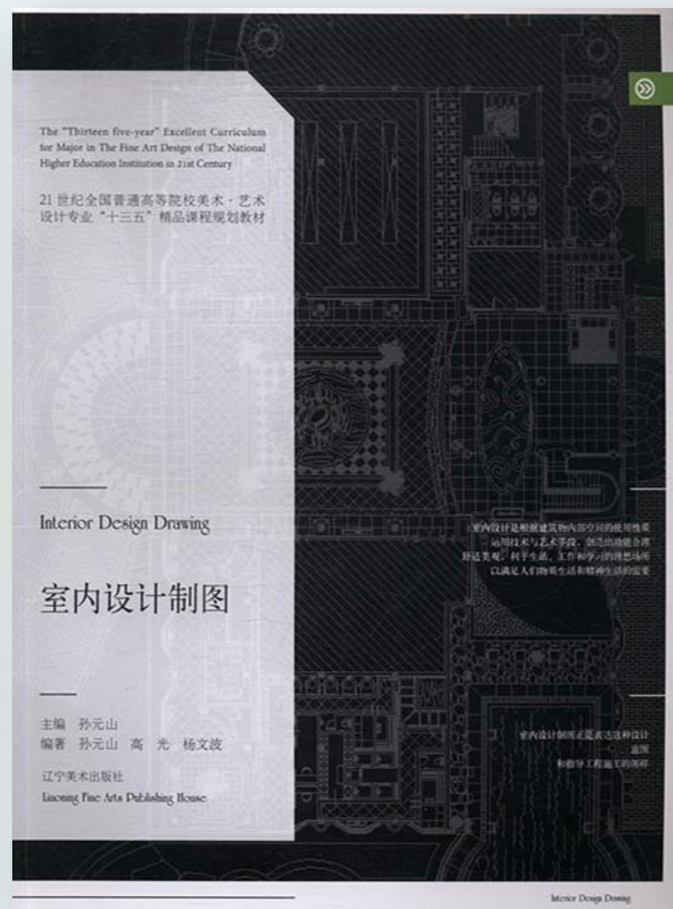 The "Thirteen five-year" Excellent Curriculum
for Major in The Fine Art Design of The National
Higher Education Institution in 21st Century
21 世纪全国普通高等院校美术·艺术
设计专业“十三五”精品课程规划教材
Interior Design Drawing
室内设计制图
室内设计是根据建筑物内部空间的使用性质
运用技术与艺术手段，创造出功能合理
舒适美观，利于生活、工作和学习的理想场所
以满足人们物质生活和精神生活的需要
主编 孙元山
编著 孙元山 高 光 杨文波
辽宁美术出版社
Liaoning Fine Arts Publishing House
室内设计制图正是表达这种设计
意图
和指导工程施工的图样
Interior Design Drawing